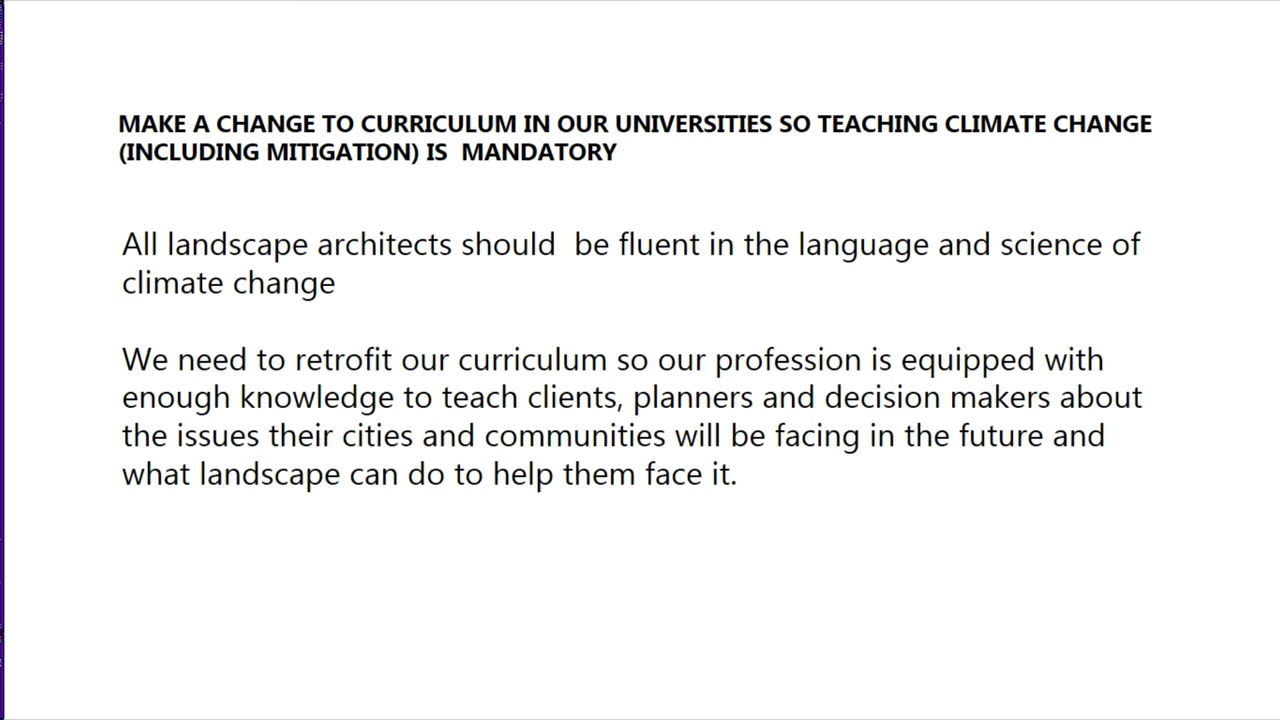 MAKE A CHANGE TO CURRICULUM IN OUR UNIVERSITIES SO TEACHING CLIMATE CHANGE
(INCLUDING MITIGATION) IS  MANDATORY
All landscape architects should  be fluent in the language and science of
climate change
We need to retrofit our curriculum so our profession is equipped with
enough knowledge to teach clients, planners and decision makers about
the issues their cities and communities will be facing in the future and
what landscape can do to help them face it.